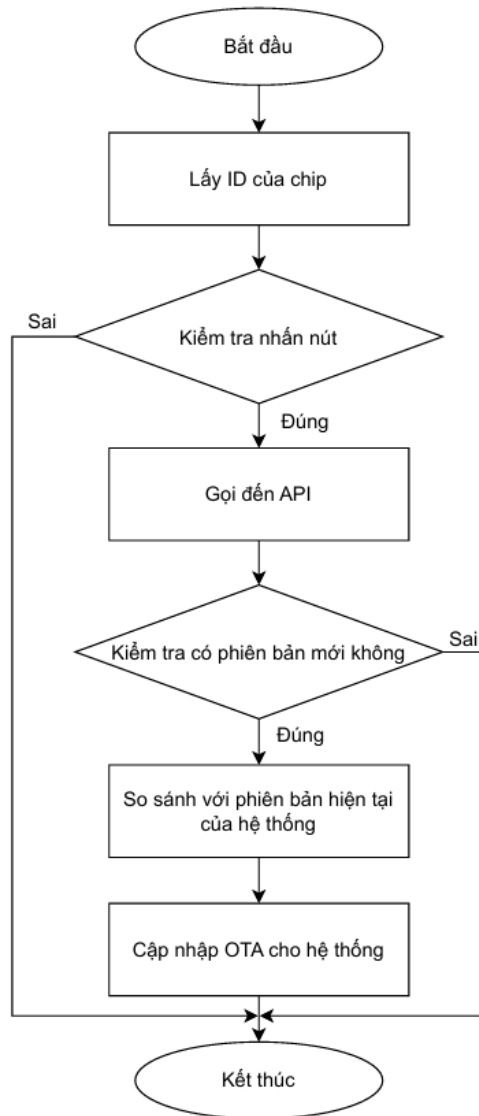 Bắt đầu
Lấy ID của chip
Sai
Kiểm tra nhấn nút
Đúng
Gọi đến API
Kiểm tra có phiên bản mới không
Sai
Đúng
So sánh với phiên bản hiện tại
của hệ thống
Cập nhập OTA cho hệ thống
Kết thúc